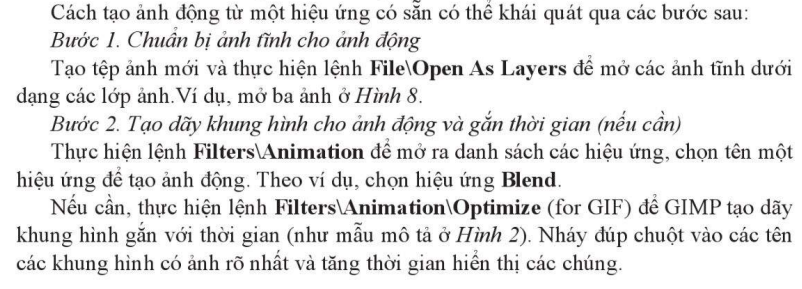 Cách tạo ảnh động từ một hiệu ứng có sẵn có thể khái quát qua các bước sau:
Bước 1. Chuẩn bị ảnh tĩnh cho ảnh động
Tạo tệp ảnh mới và thực hiện lệnh File\Open As Layers để mở các ảnh tĩnh dưới
dạng các lớp ảnh.Ví dụ, mở ba ảnh ở Hình 8.
Bước 2. Tạo dãy khung hình cho ảnh động và gắn thời gian (nếu cần)
Thực hiện lệnh Filters\Animation để mở ra danh sách các hiệu ứng, chọn tên một
hiệu ứng để tạo ảnh động. Theo ví dụ, chọn hiệu ứng Blend.
Nếu cần, thực hiện lệnh Filters\Animation\Optimize (for GIF) để GIMP tạo dãy
khung hình gắn với thời gian (như mẫu mô tả ở Hình 2). Nháy đúp chuột vào các tên
các khung hình có ảnh rõ nhất và tăng thời gian hiển thị các chúng.